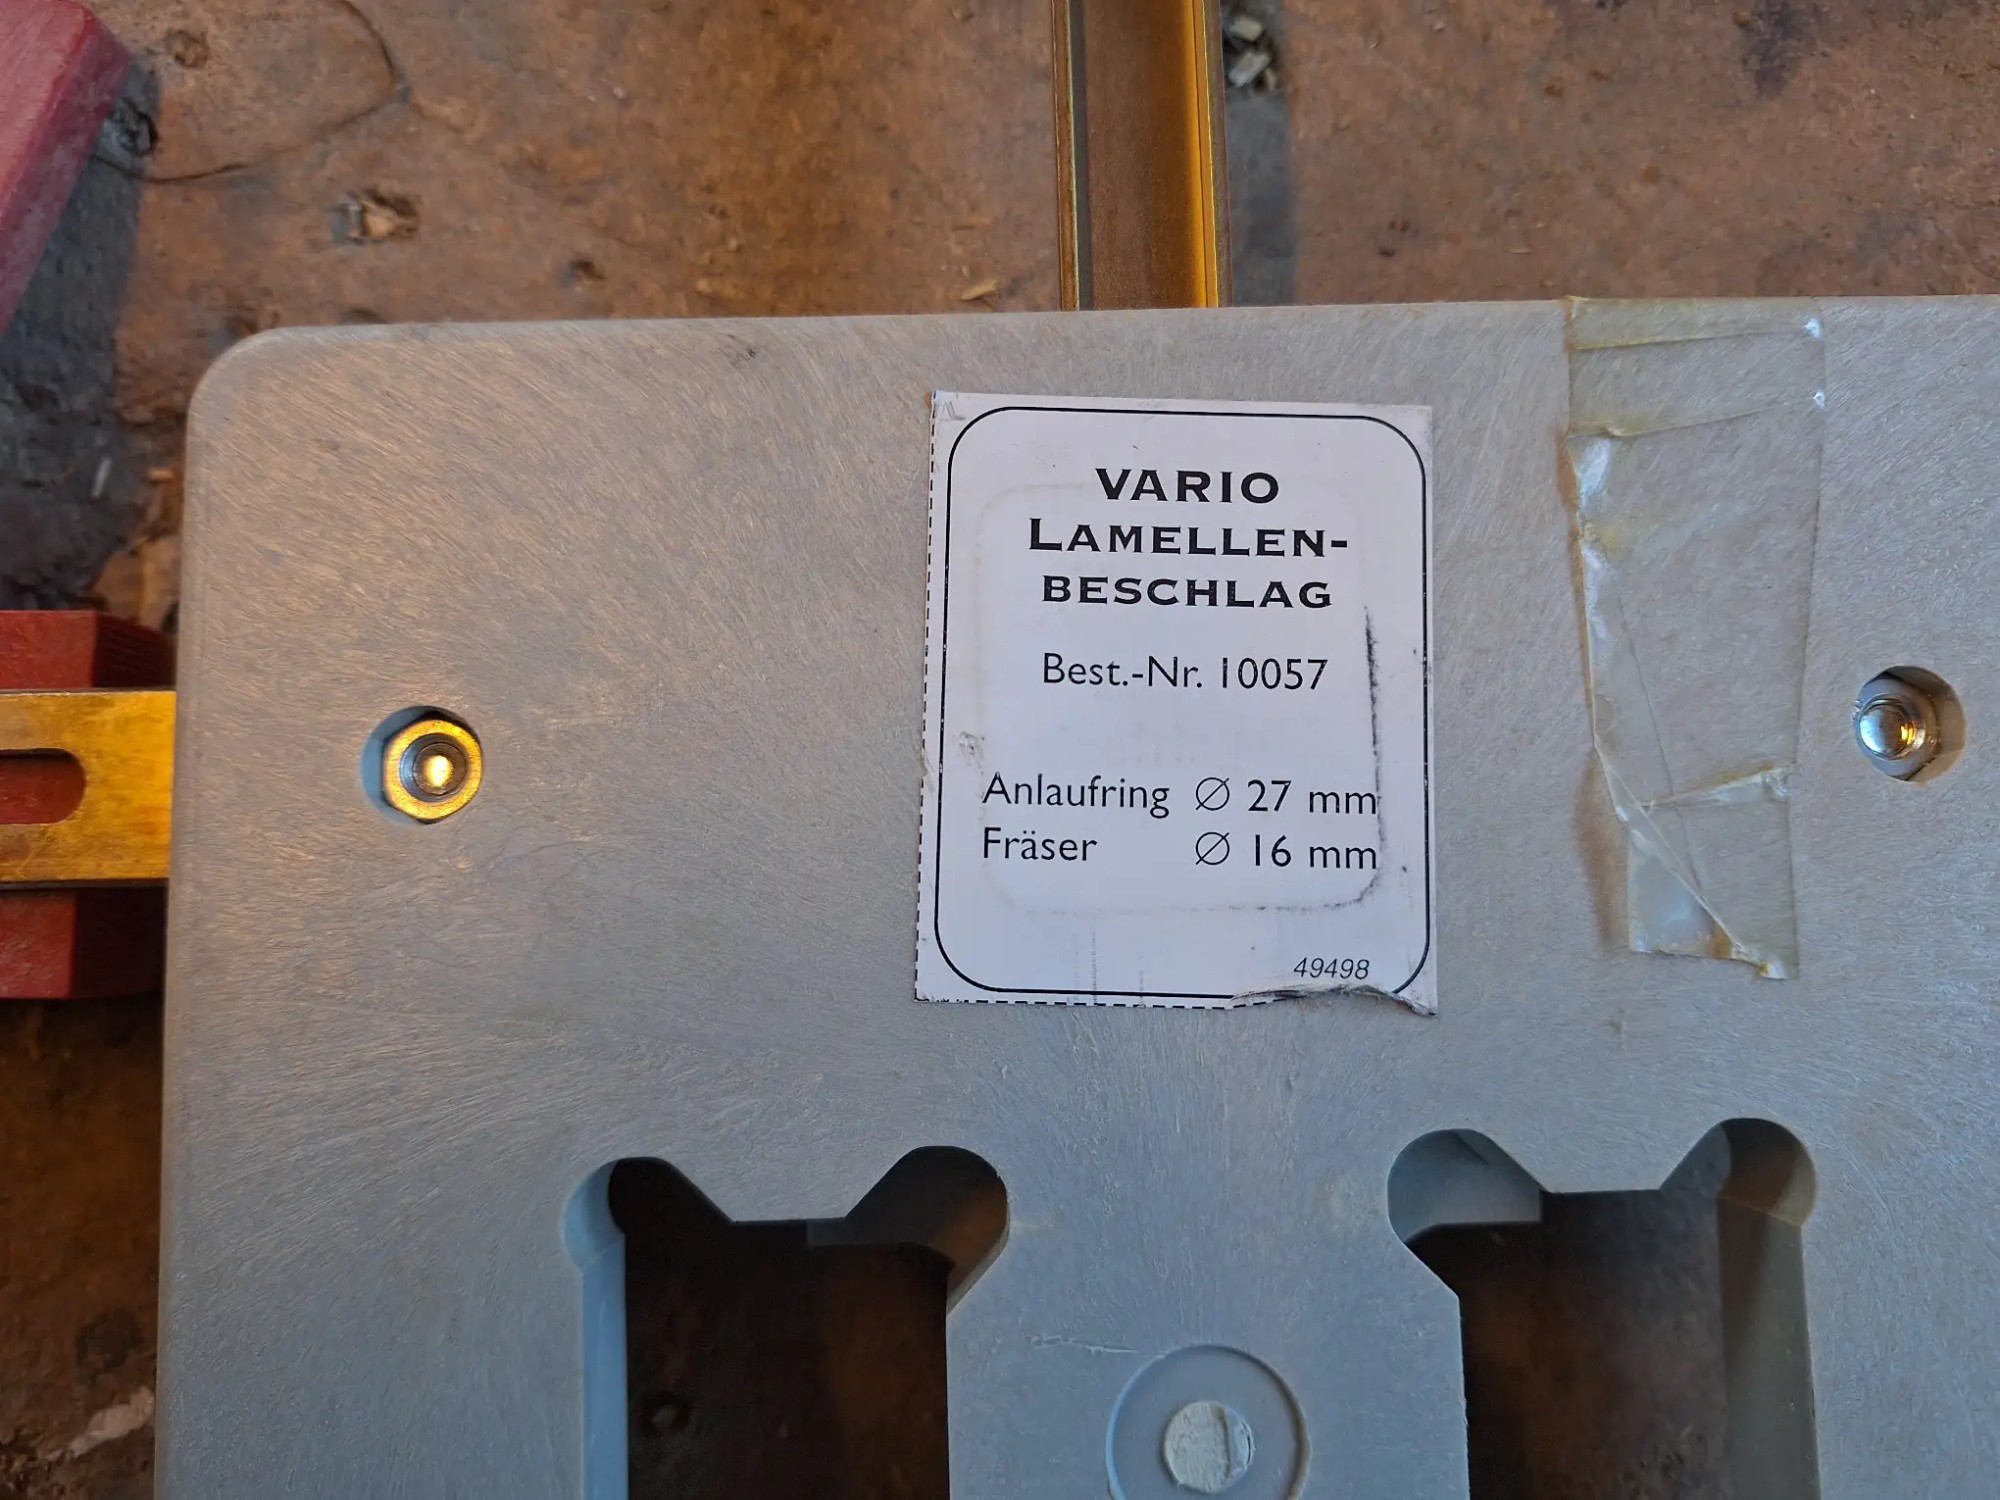 VARIO
LAMELLEN-
BESCHLAG
Best.-Nr. 10057
Anlaufring Ø 27 mm
Fräser Ø 16 mm
49498